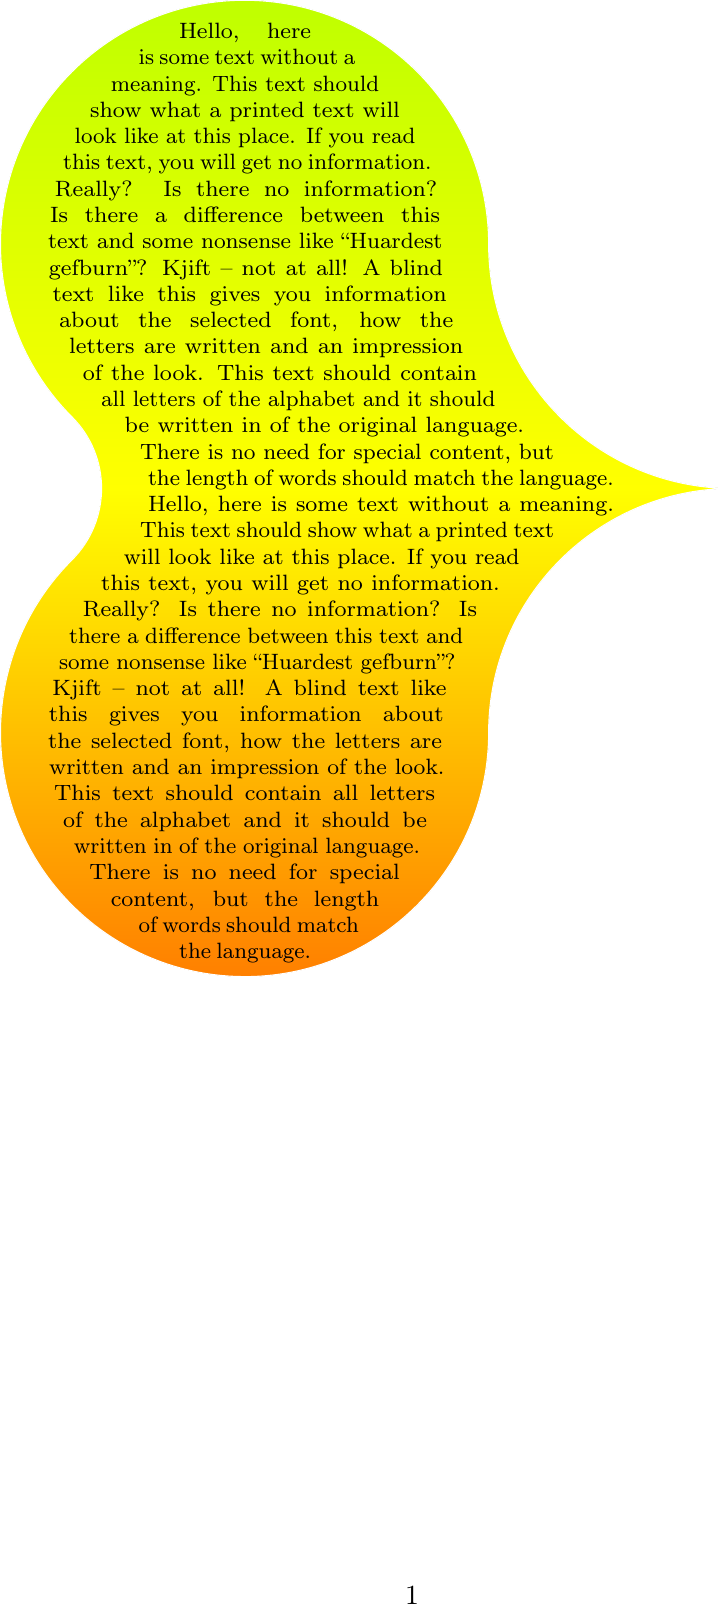 Hello, here
is some text without a
meaning. This text should
show what a printed text will
look like at this place. If you read
this text, you will get no information.
Really? Is there no information?
Is there a difference between this
text and some nonsense like “Huardest
gefburn”? Kjift – not at all! A blind
text like this gives you information
about the selected font, how the
letters are written and an impression
of the look. This text should contain
all letters of the alphabet and it should
be written in of the original language.
There is no need for special content, but
the length of words should match the language.
Hello, here is some text without a meaning.
This text should show what a printed text
will look like at this place. If you read
this text, you will get no information.
Really? Is there no information? Is
there a difference between this text and
some nonsense like “Huardest gefburn”?
Kjift – not at all! A blind text like
this gives you information about
the selected font, how the letters are
written and an impression of the look.
This text should contain all letters
of the alphabet and it should be
written in of the original language.
There is no need for special
content, but the length
of words should match
the language.
1